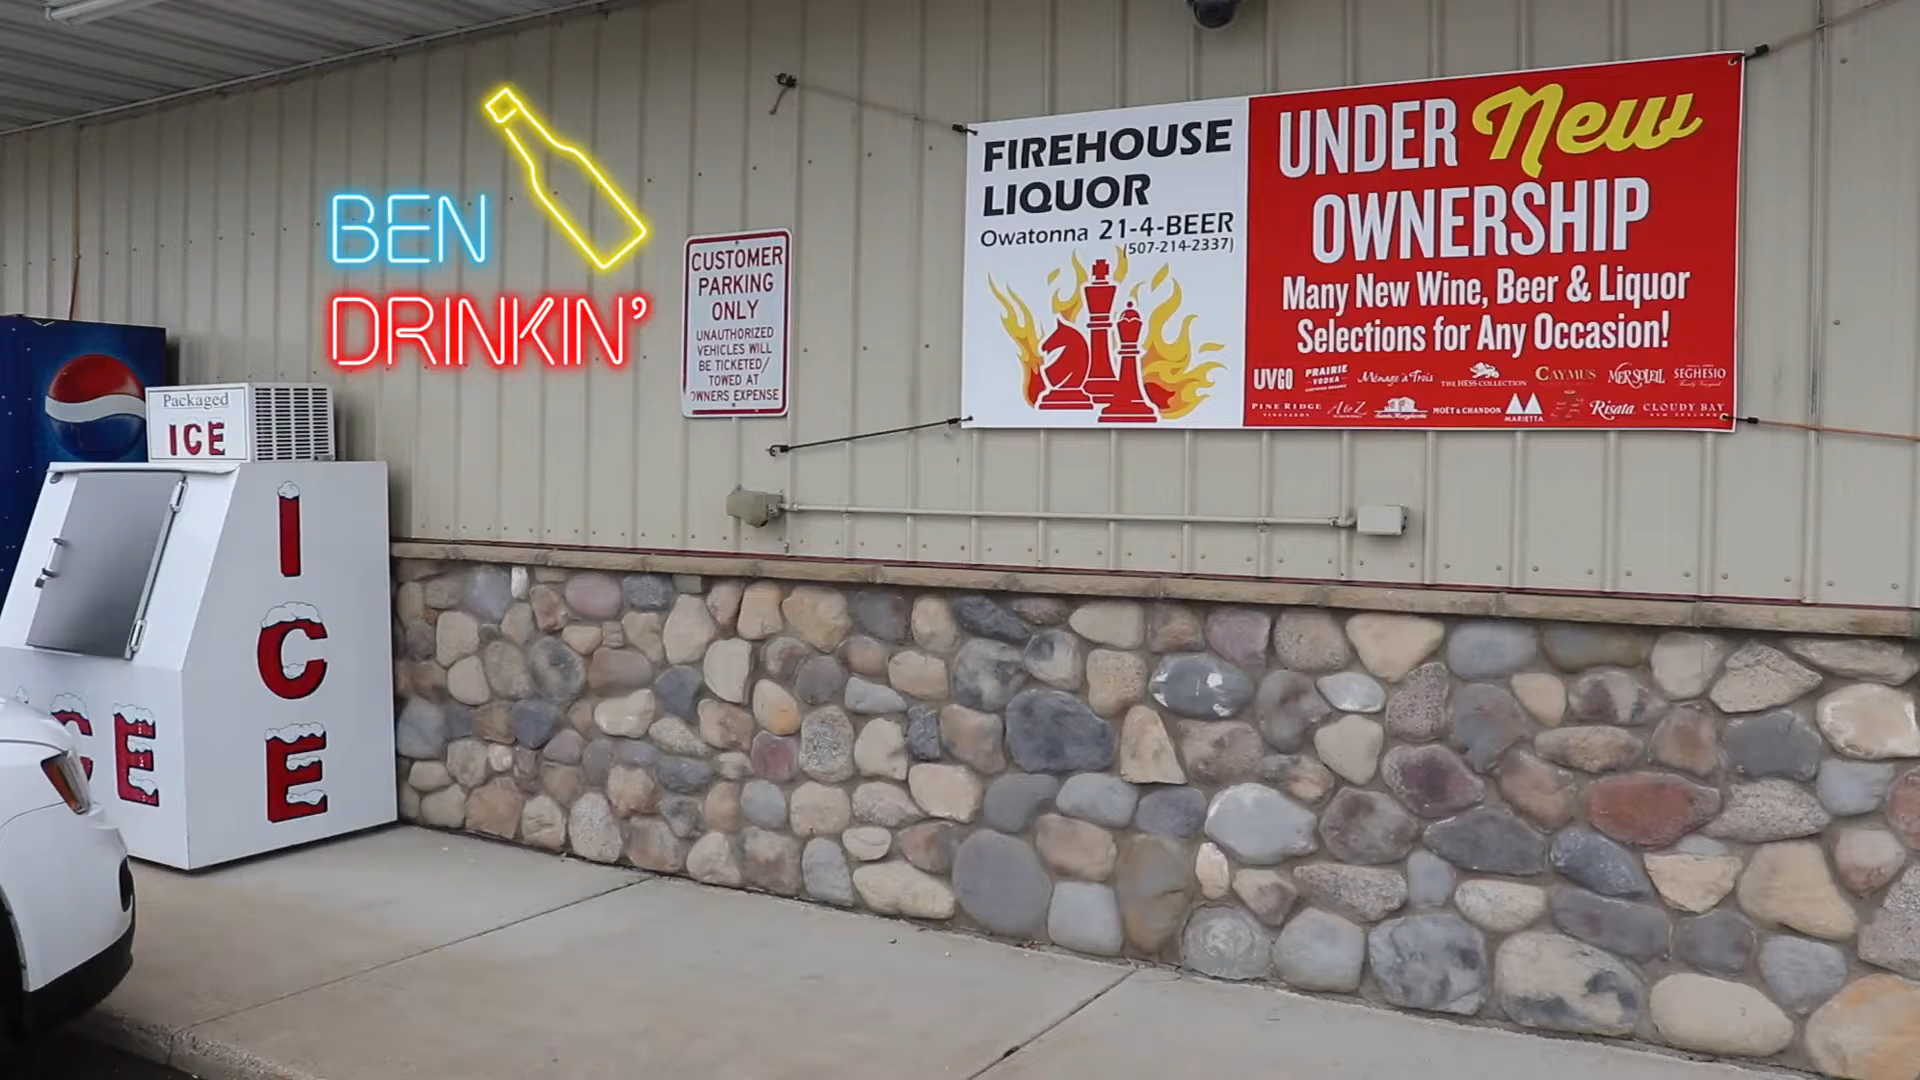 BEN
DRINKIN'
CUSTOMER
PARKING
ONLY
UNAUTHORIZED
VEHICLES WILL
BE TICKETED/
TOWED AT
OWNERS EXPENSE
FIREHOUSE
LIQUOR
Owatonna 21-4-BEER
(507-214-2337)
UNDER New
OWNERSHIP
Many New Wine, Beer & Liquor
Selections for Any Occasion!
UVGO PRAIRIE VODKA Ménage à Trois THE HESS COLLECTION CAYMUS MER SOLEIL SEGHESIO
PINE RIDGE VINEYARDS A to Z MOËT & CHANDON MARIETTA Risata CLOUDY BAY
Packaged
ICE
ICE
CE